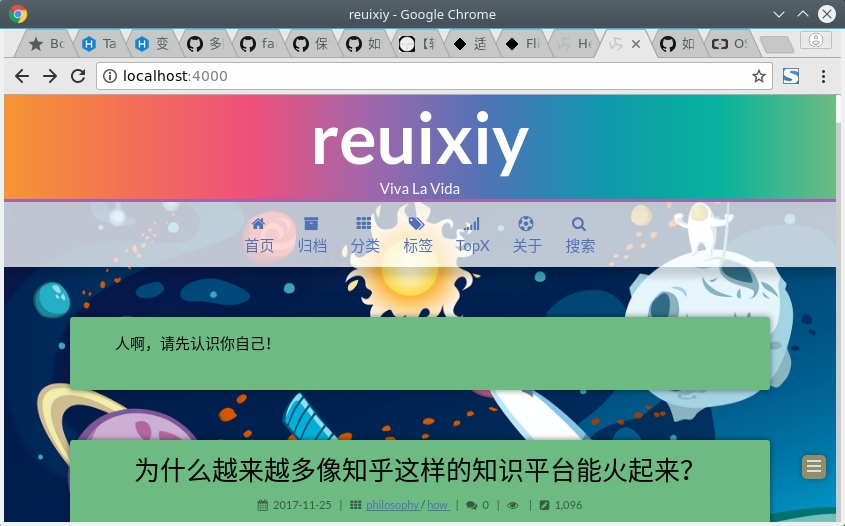 reuixiy - Google Chrome
Bo Ta 变 多 fa 保 如 适 Fli He 如 OS
localhost:4000
reuixiy
Viva La Vida
首页 归档 分类 标签 TopX 关于 搜索
人啊，请先认识你自己！
为什么越来越多像知乎这样的知识平台能火起来？
2017-11-25 | philosophy / how | 0 | | 1,096